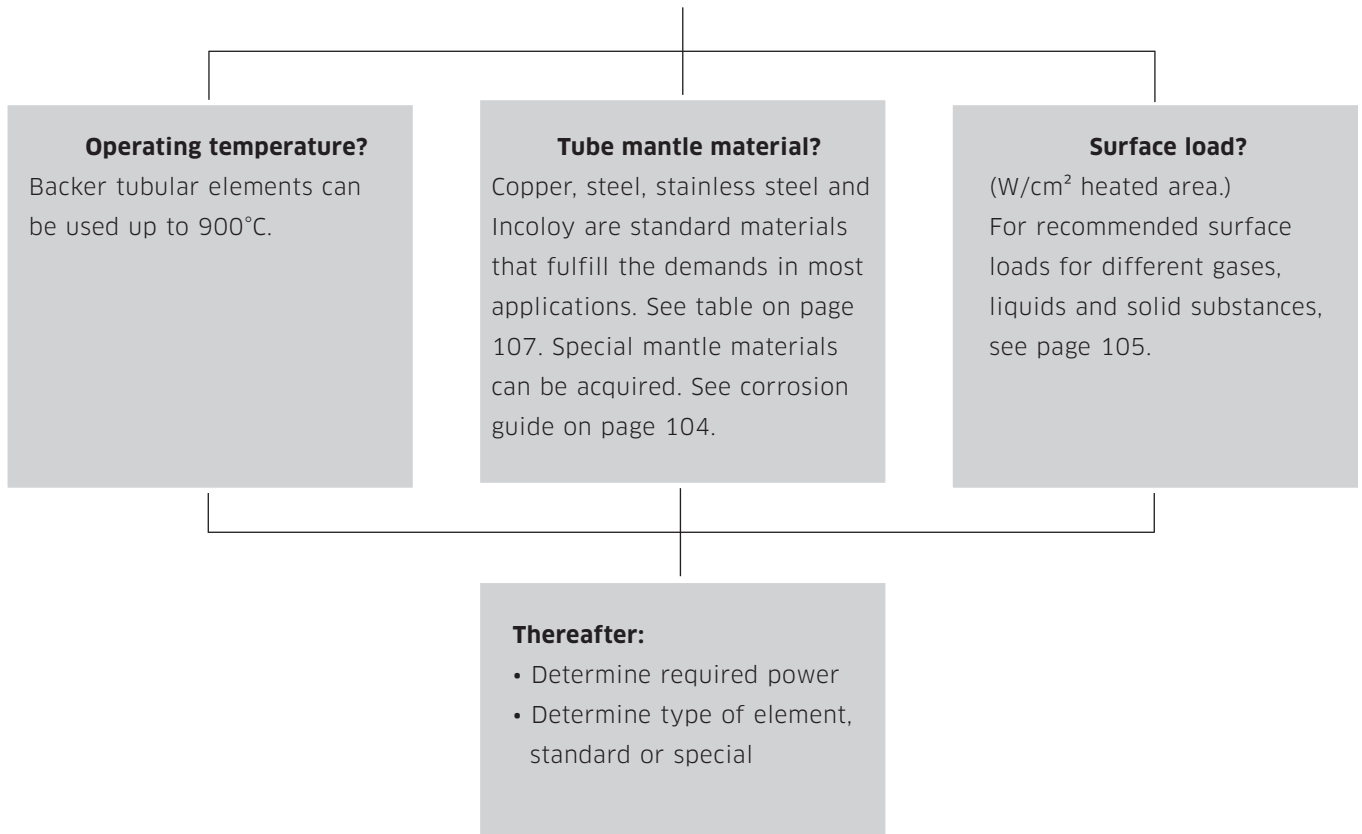 Operating temperature?
Backer tubular elements can
be used up to 900°C.
Tube mantle material?
Copper, steel, stainless steel and
Incoloy are standard materials
that fulfill the demands in most
applications. See table on page
107. Special mantle materials
can be acquired. See corrosion
guide on page 104.
Surface load?
(W/cm² heated area.)
For recommended surface
loads for different gases,
liquids and solid substances,
see page 105.
Thereafter:
• Determine required power
• Determine type of element,
standard or special